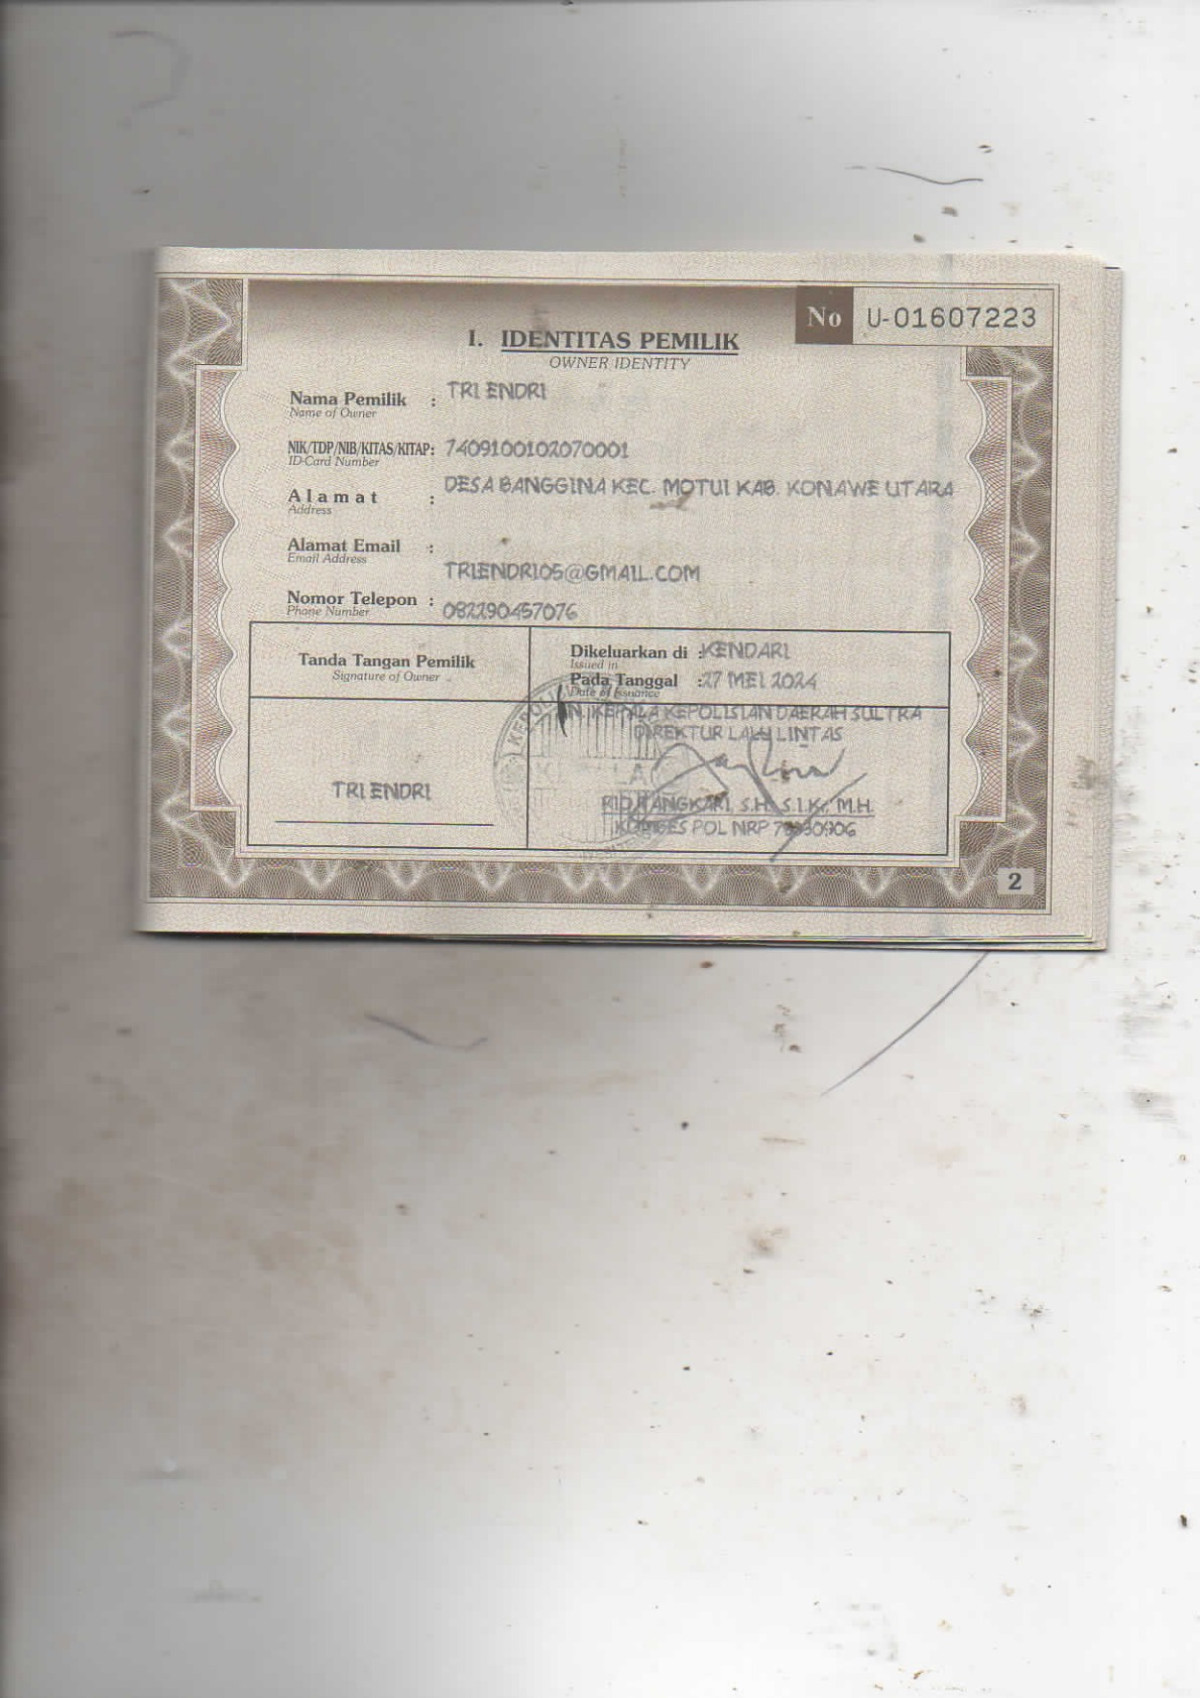 No U-01607223
I. IDENTITAS PEMILIK
OWNER IDENTITY
Nama Pemilik : TRI ENDRI
Name of Owner
NIK/TDP/NIB/KITAS/KITAP: 7409100102070001
ID-Card Number
Alamat : DESA BANGGINA KEC. MOTUI KAB. KONAWE UTARA
Address
Alamat Email :
Email Address
TRIENDRI05@GMAIL.COM
Nomor Telepon : 082290457076
Phone Number
Tanda Tangan Pemilik
Signature of Owner
Dikeluarkan di : KENDARI
Issued in
Pada Tanggal : 27 MEI 2024
Date of Issuance
KEPALA KEPOLISIAN DAERAH SULTRA
DIREKTUR LALU LINTAS
TRI ENDRI
S.H., S.I.K., M.H.
POL NRP
2